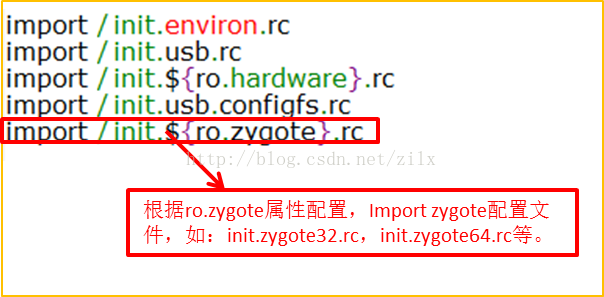 import /init.environ.rc
import /init.usb.rc
import /init.${ro.hardware}.rc
import /init.usb.configfs.rc
import /init.${ro.zygote}.rc
http://blog.csdn.net/zilx
根据ro.zygote属性配置，Import zygote配置文
件，如：init.zygote32.rc，init.zygote64.rc等。